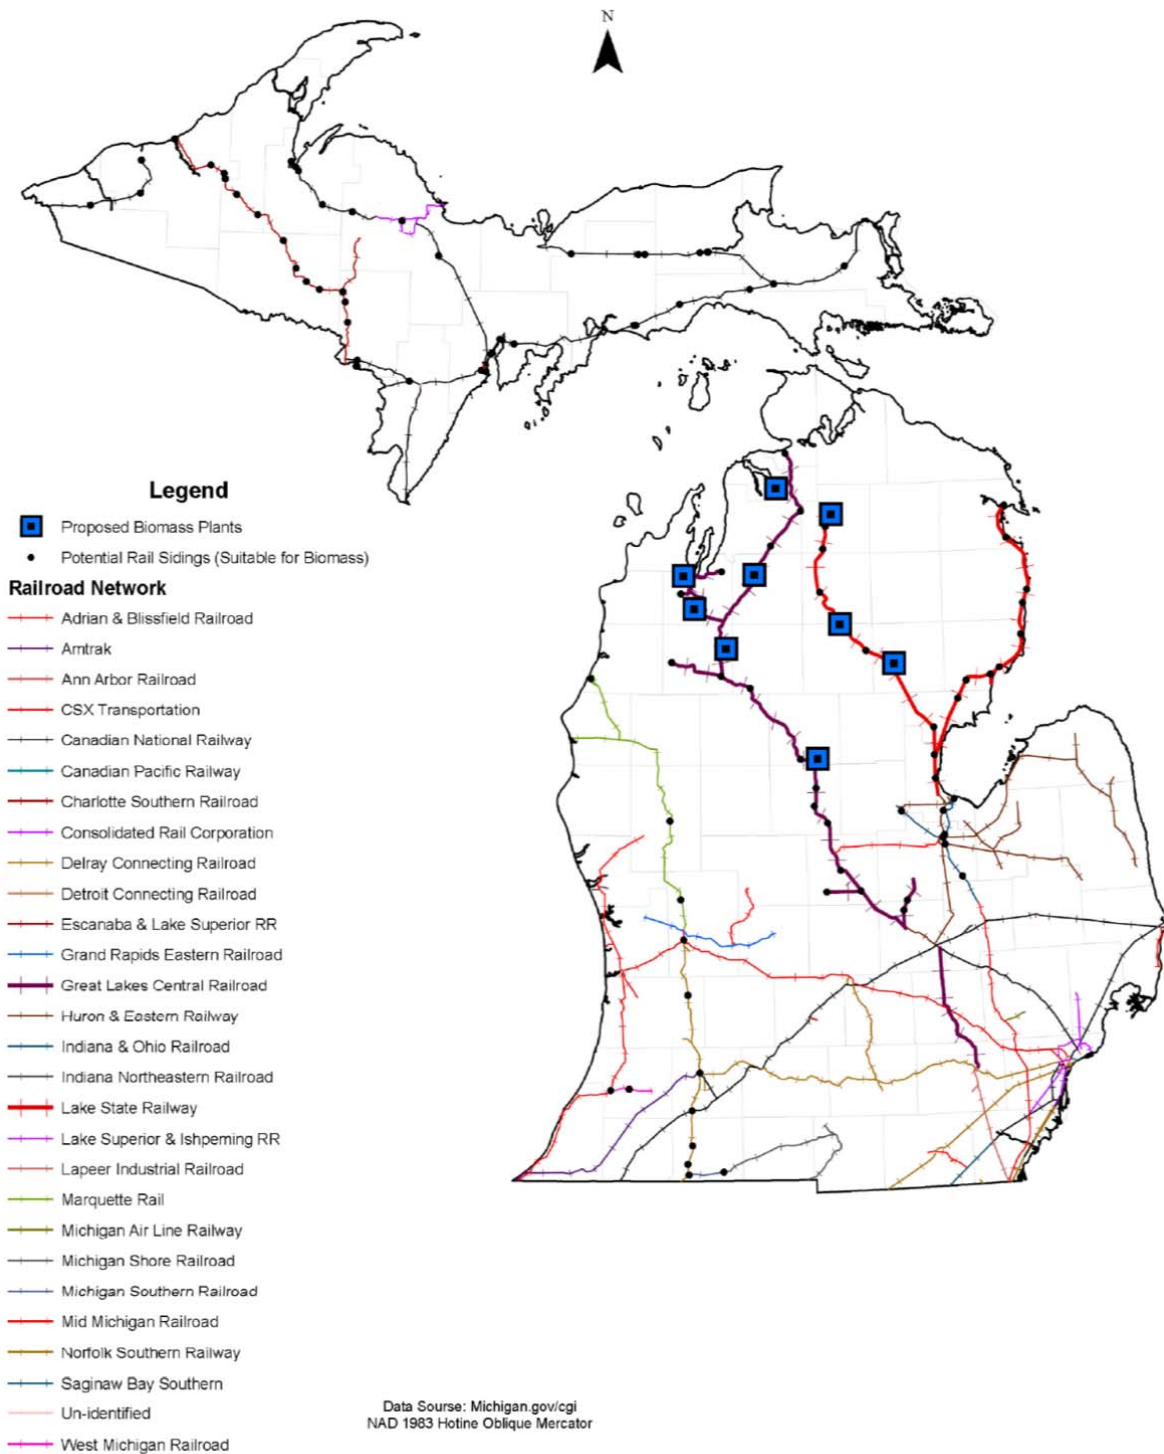 N
Legend
Proposed Biomass Plants
Potential Rail Sidings (Suitable for Biomass)
Railroad Network
Adrian & Blissfield Railroad
Amtrak
Ann Arbor Railroad
CSX Transportation
Canadian National Railway
Canadian Pacific Railway
Charlotte Southern Railroad
Consolidated Rail Corporation
Delray Connecting Railroad
Detroit Connecting Railroad
Escanaba & Lake Superior RR
Grand Rapids Eastern Railroad
Great Lakes Central Railroad
Huron & Eastern Railway
Indiana & Ohio Railroad
Indiana Northeastern Railroad
Lake State Railway
Lake Superior & Ishpeming RR
Lapeer Industrial Railroad
Marquette Rail
Michigan Air Line Railway
Michigan Shore Railroad
Michigan Southern Railroad
Mid Michigan Railroad
Norfolk Southern Railway
Saginaw Bay Southern
Un-identified
West Michigan Railroad
Data Sourse: Michigan.gov/cgi
NAD 1983 Hotine Oblique Mercator